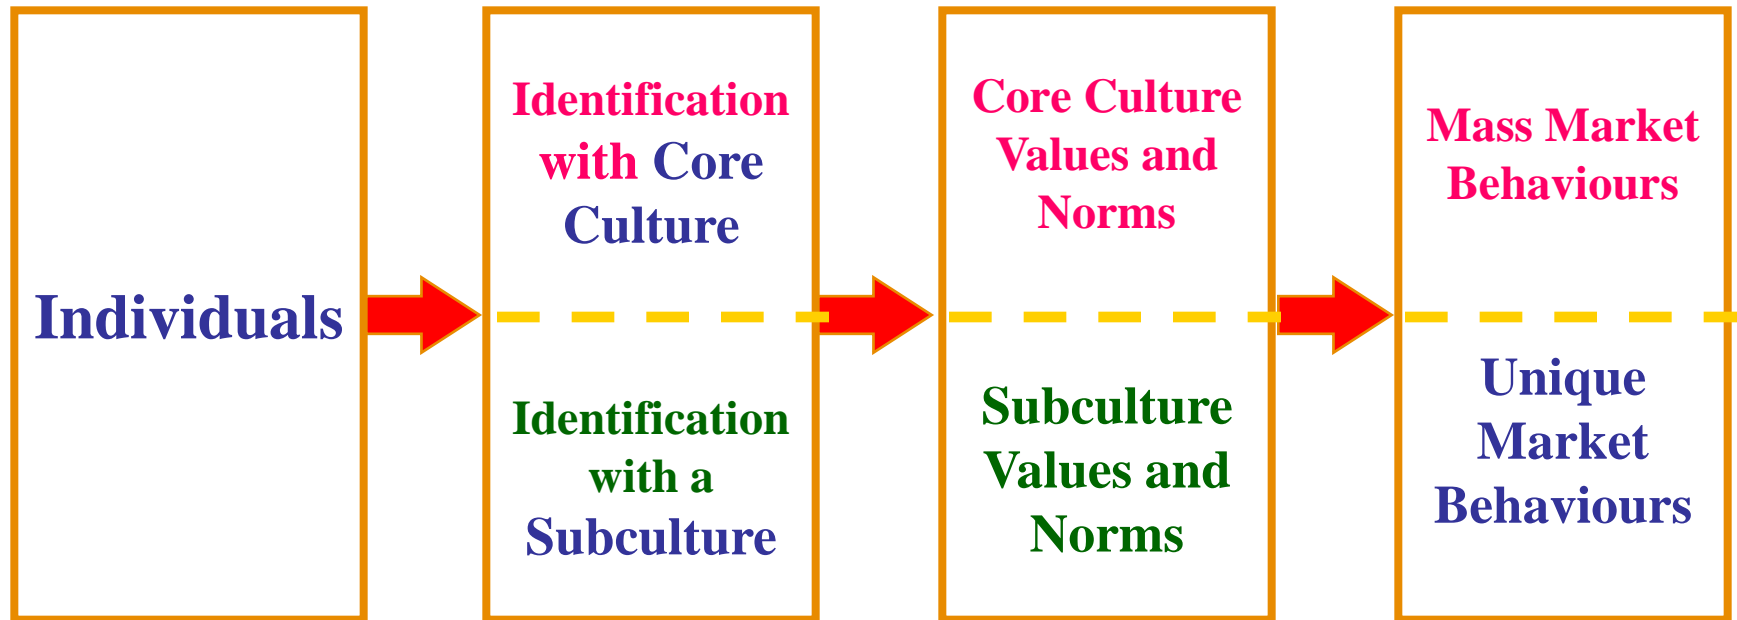 Individuals
Identification
with Core
Culture
Identification
with a
Subculture
Core Culture
Values and
Norms
Subculture
Values and
Norms
Mass Market
Behaviours
Unique
Market
Behaviours